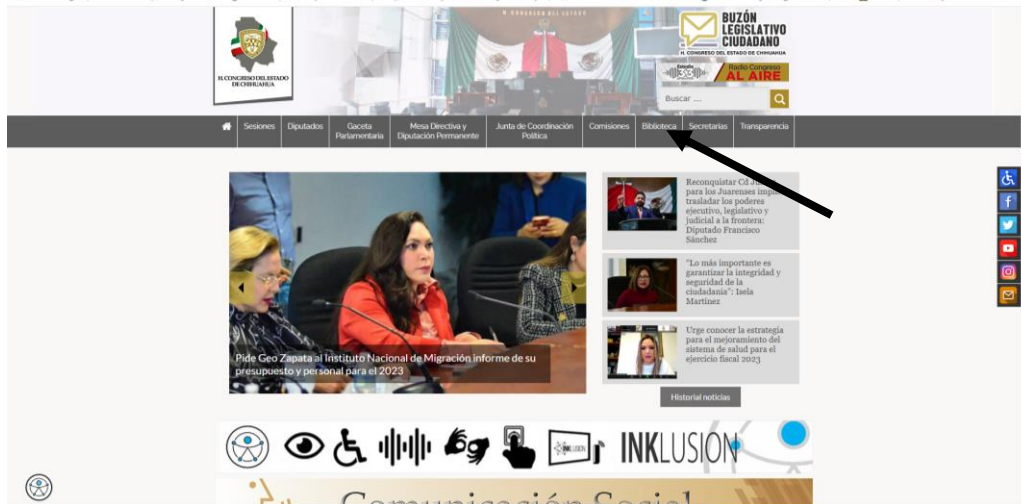 H. CONGRESO DEL ESTADO
BUZÓN
LEGISLATIVO
CIUDADANO
H. CONGRESO DEL ESTADO DE CHIHUAHUA
H. CONGRESO DEL ESTADO
DE CHIHUAHUA
Estudio
33
Radio Congreso
AL AIRE
Buscar ....
Sesiones
Diputados
Gaceta
Parlamentaria
Mesa Directiva y
Diputación Permanente
Junta de Coordinación
Política
Comisiones
Biblioteca
Secretarías
Transparencia
Pide Geo Zapata al Instituto Nacional de Migración informe de su
presupuesto y personal para el 2023
Reconquistar Cd
para los Juarenses
trasladar los poderes
ejecutivo, legislativo y
judicial a la frontera:
Diputado Francisco
Sánchez
"Lo más importante es
garantizar la integridad y
seguridad de la
ciudadanía": Isela
Martínez
Urge conocer la estrategia
para el mejoramiento del
sistema de salud para el
ejercicio fiscal 2023
Historial noticias
INKLUSION
Comunicación Social